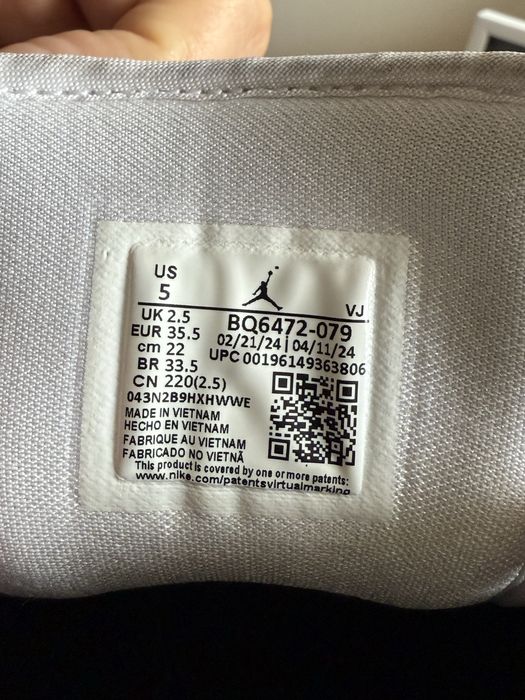 US
5
VJ
UK 2.5
EUR 35.5
cm 22
BR 33.5
CN 220(2.5)
BQ6472-079
02/21/24 | 04/11/24
UPC 00196149363806
043N2B9HXHWWE
MADE IN VIETNAM
HECHO EN VIETNAM
FABRIQUE AU VIETNAM
FABRICADO NO VIETNÃ
This product is covered by one or more patents:
www.nike.com/patentsvirtualmarking